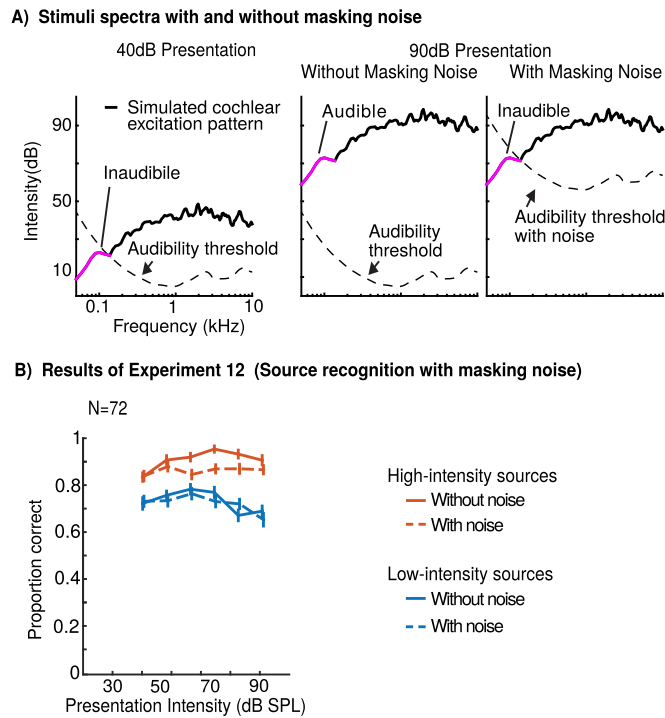 A) Stimuli spectra with and without masking noise
40dB Presentation
90dB Presentation
Without Masking Noise
With Masking Noise
Simulated cochlear
excitation pattern
Inaudibile
Audibility threshold
Audible
Audibility
threshold
Inaudible
Audibility threshold
with noise
Intensity(dB)
90
50
10
0.1
1
10
Frequency (kHz)
B) Results of Experiment 12 (Source recognition with masking noise)
N=72
Proportion correct
1
0.8
0.6
0.4
0.2
0
30
50
70
90
Presentation Intensity (dB SPL)
High-intensity sources
Without noise
With noise
Low-intensity sources
Without noise
With noise